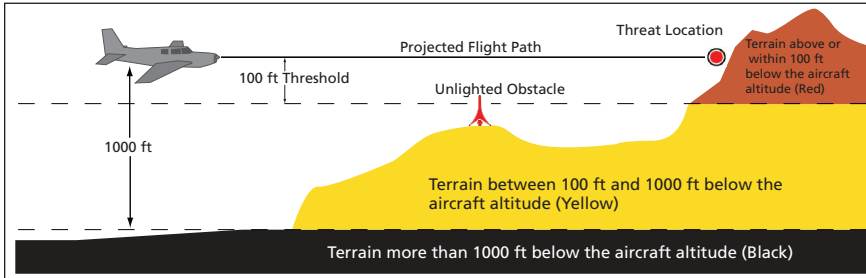 Threat Location
Projected Flight Path
Terrain above or
within 100 ft
below the aircraft
altitude (Red)
100 ft Threshold
Unlighted Obstacle
1000 ft
Terrain between 100 ft and 1000 ft below the
aircraft altitude (Yellow)
Terrain more than 1000 ft below the aircraft altitude (Black)